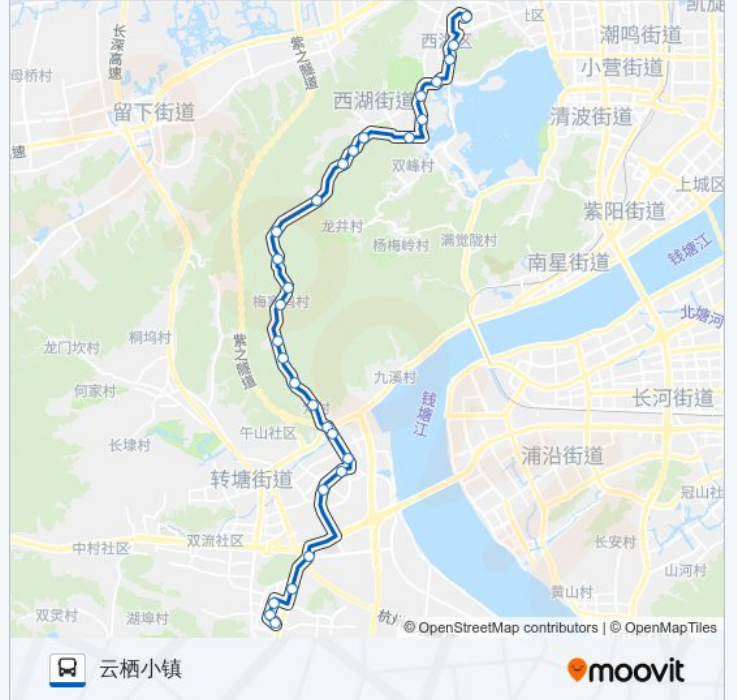 凯旋
社区
长深高速
紫之隧道
潮鸣街道
小营街道
母桥村
西湖街道
留下街道
清波街道
速
双峰村
上城区
紫阳街道
龙井村
杨梅岭村
满觉陇村
钱塘江
南星街道
北塘河
桐坞村
龙门坎村
紫之隧道
九溪村
何家村
钱塘江
长河街道
午山社区
长埭村
浦沿街道
转塘街道
冠山社
双流社区
中村社区
长安村
山河村
黄山村
双灵村
湖埠村
杭州
© OpenStreetMap contributors | © OpenMapTiles
云栖小镇
moovit